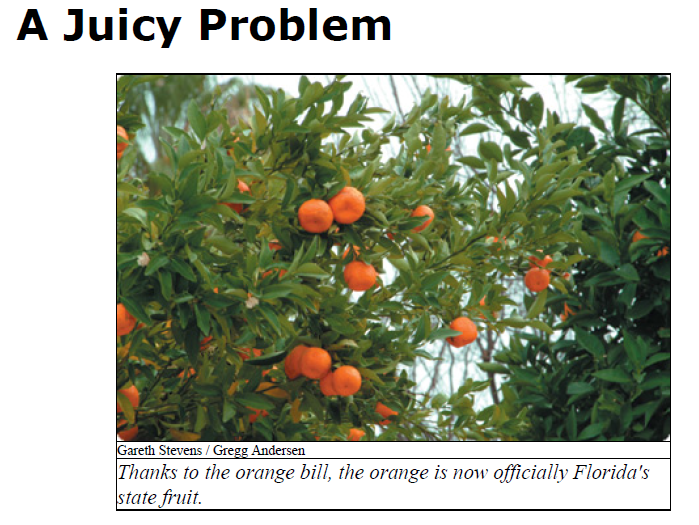 A Juicy Problem
Gareth Stevens / Gregg Andersen
Thanks to the orange bill, the orange is now officially Florida's
state fruit.